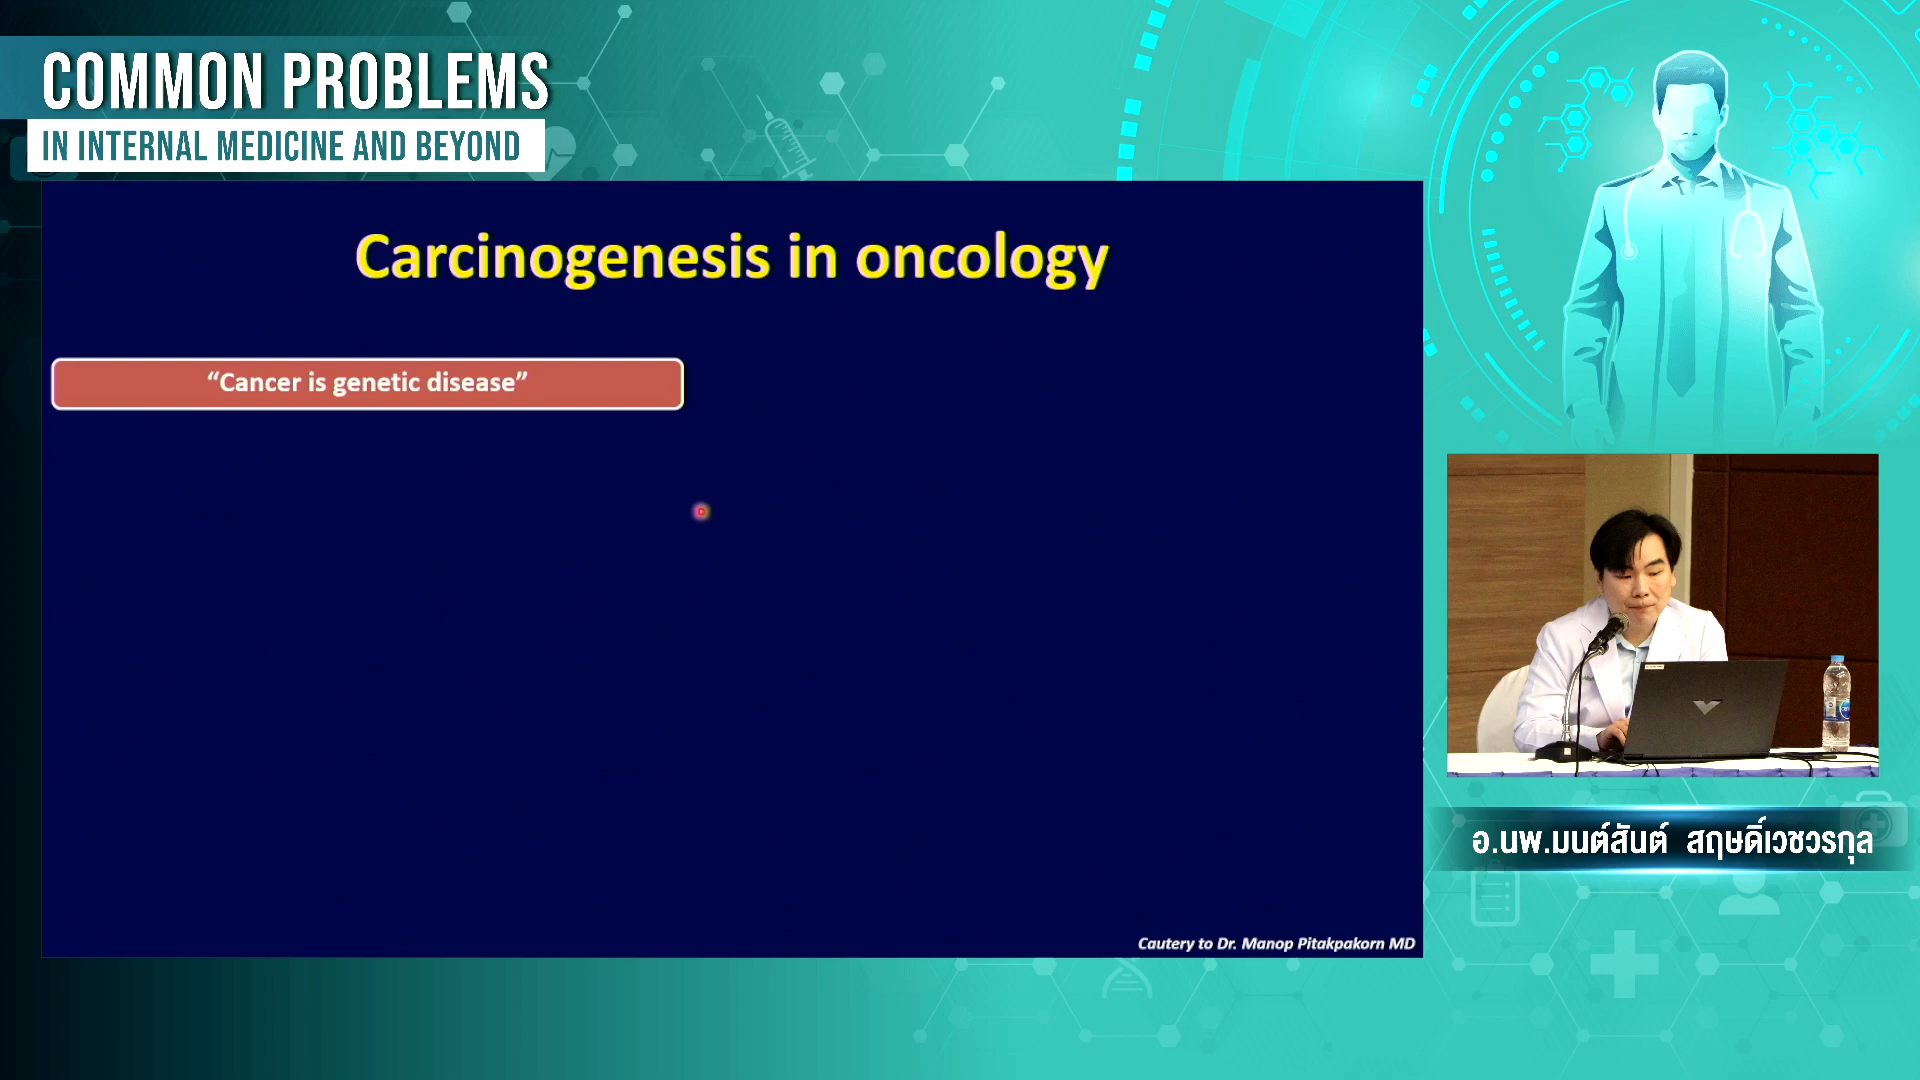 COMMON PROBLEMS
IN INTERNAL MEDICINE AND BEYOND
Carcinogenesis in oncology
“Cancer is genetic disease”
Cautery to Dr. Manop Pitakpakorn MD
อ.นพ.มนต์สันต์ สฤษดิ์เวชวรกุล